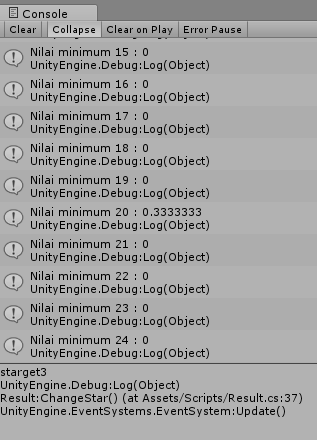 Console
Clear Collapse Clear on Play Error Pause
UnityEngine.Debug:Log(Object)
Nilai minimum 15 : 0
UnityEngine.Debug:Log(Object)
Nilai minimum 16 : 0
UnityEngine.Debug:Log(Object)
Nilai minimum 17 : 0
UnityEngine.Debug:Log(Object)
Nilai minimum 18 : 0
UnityEngine.Debug:Log(Object)
Nilai minimum 19 : 0
UnityEngine.Debug:Log(Object)
Nilai minimum 20 : 0.3333333
UnityEngine.Debug:Log(Object)
Nilai minimum 21 : 0
UnityEngine.Debug:Log(Object)
Nilai minimum 22 : 0
UnityEngine.Debug:Log(Object)
Nilai minimum 23 : 0
UnityEngine.Debug:Log(Object)
Nilai minimum 24 : 0
UnityEngine.Debug:Log(Object)
starget3
UnityEngine.Debug:Log(Object)
Result:ChangeStar() (at Assets/Scripts/Result.cs:37)
UnityEngine.EventSystems.EventSystem:Update()